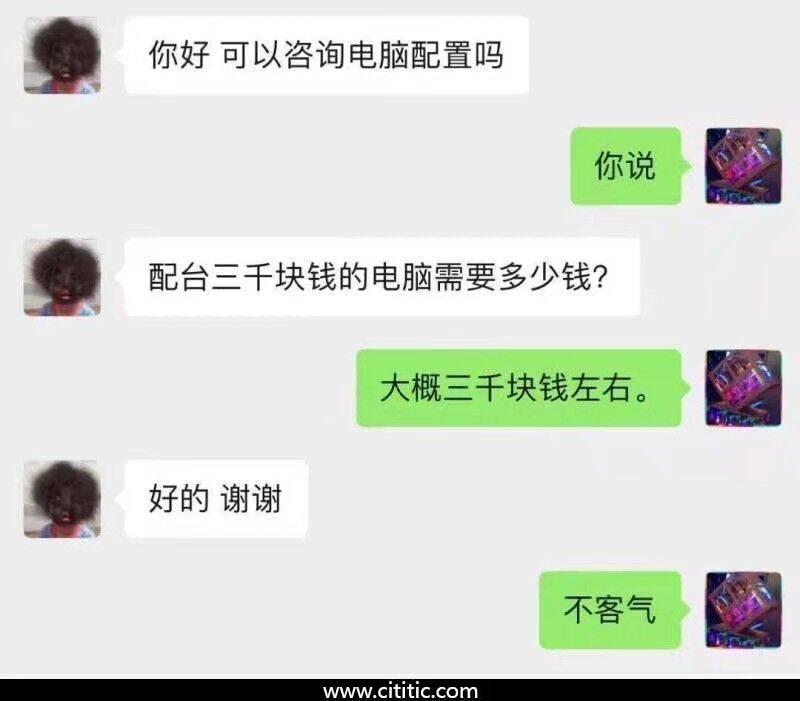 你好 可以咨询电脑配置吗
你说
配台三千块钱的电脑需要多少钱?
大概三千块钱左右。
好的 谢谢
不客气
www.cititic.com